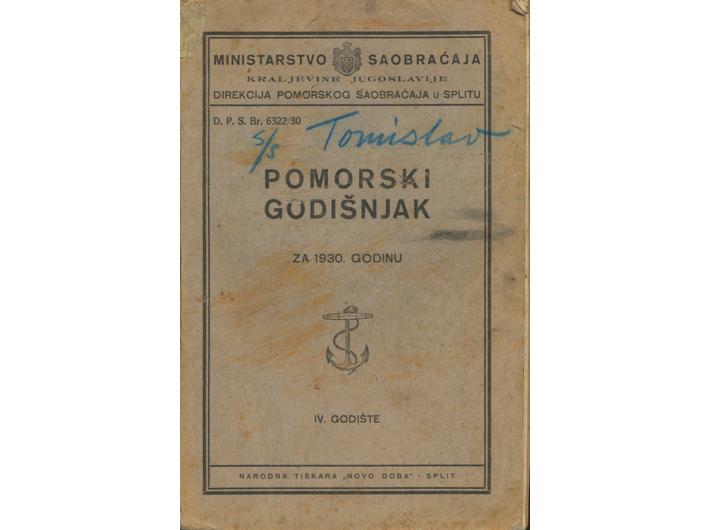 MINISTARSTVO SAOBRAĆAJA
KRALJEVINE JUGOSLAVIJE
DIREKCIJA POMORSKOG SAOBRAĆAJA U SPLITU
D. P. S. Br. 6322/30
s/s Tomislav
POMORSKI
GODIŠNJAK
ZA 1930. GODINU
IV. GODIŠTE
NARODNA TISKARA „NOVO DOBA" - SPLIT